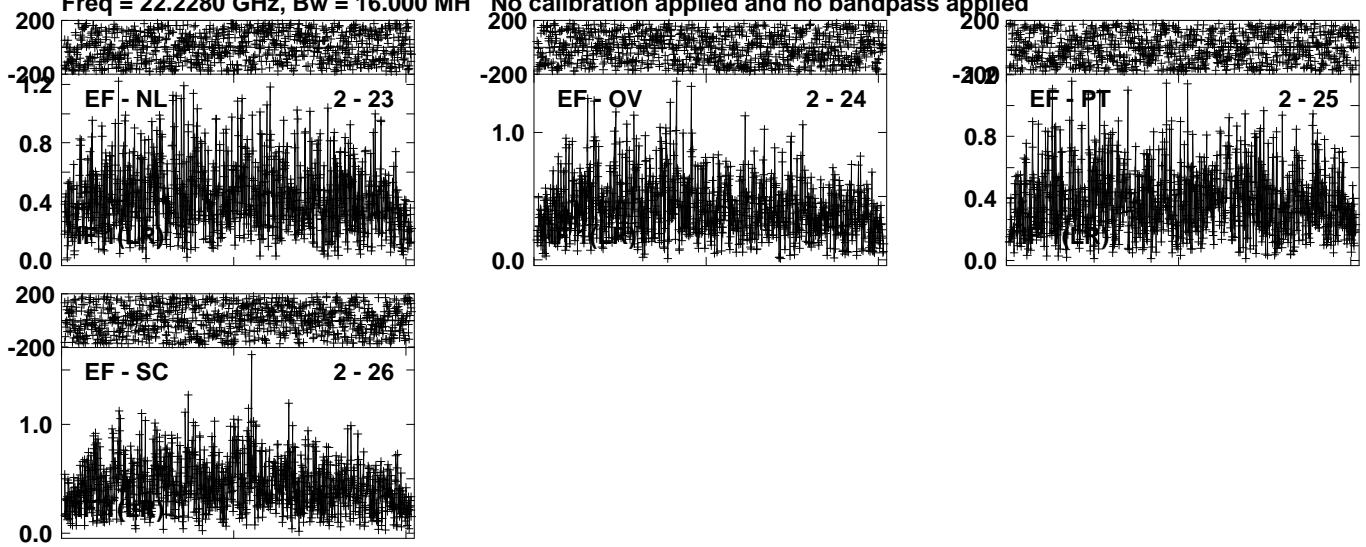 Freq = 22.2280 GHz, Bw = 16.000 MH   No calibration applied and no bandpass applied
200 200 200
-200 -200 -200
1.2 1.2
EF - NL 2 - 23 EF - OV 2 - 24 EF - PT 2 - 25
1.0
0.8 0.8
0.4 0.4
(LR)
0.0 0.0 0.0
200
-200
EF - SC 2 - 26
1.0
0.0